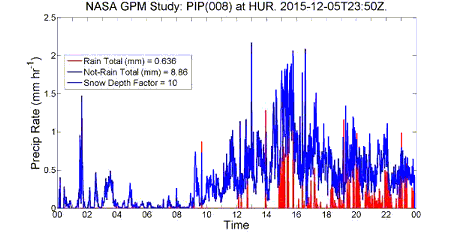 NASA GPM Study: PIP(008) at HUR. 2015-12-05T23:50Z.
Precip Rate (mm hr⁻¹)
2.5
2
1.5
1
0.5
0
Rain Total (mm) = 0.636
Not-Rain Total (mm) = 8.86
Snow Depth Factor = 10
00 02 04 06 08 10 12 14 16 18 20 22 00
Time